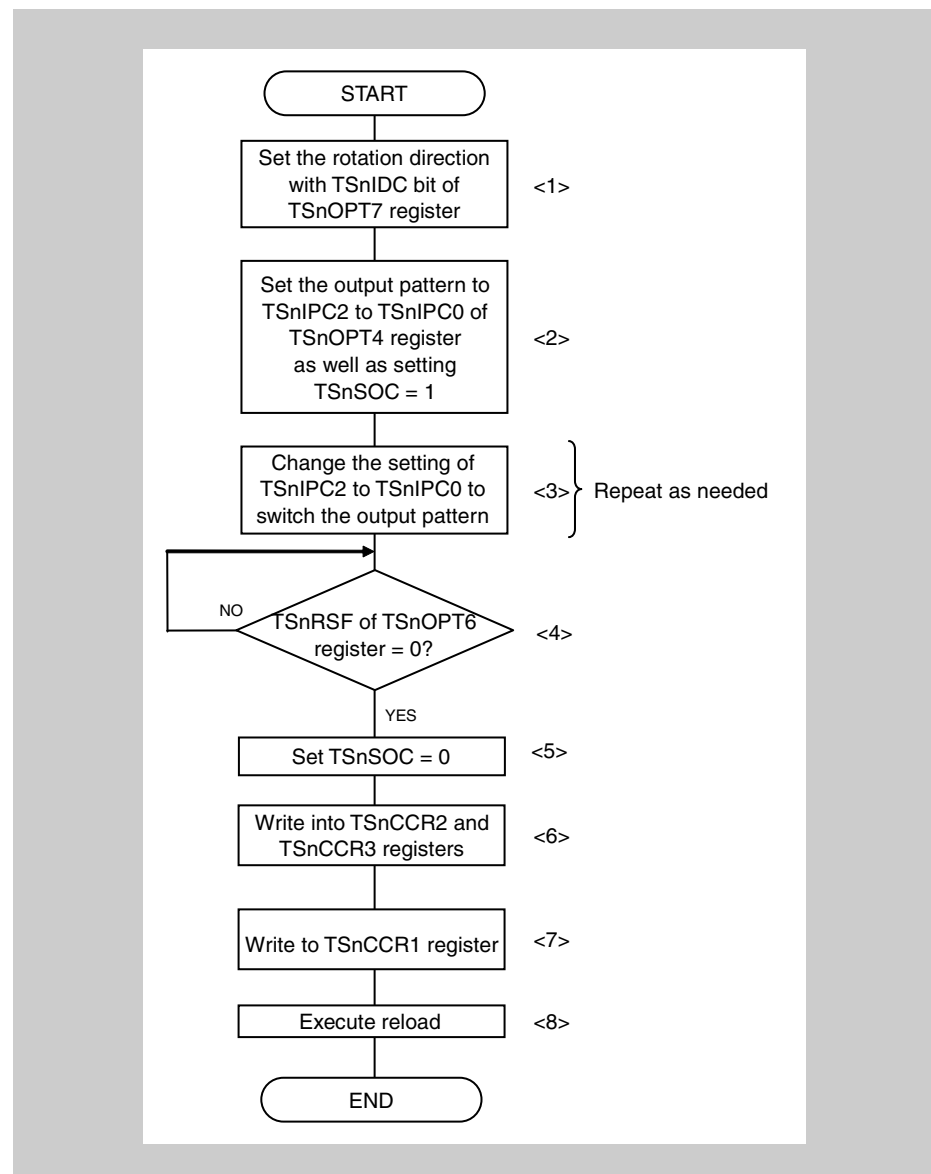 START
Set the rotation direction
with TSnIDC bit of
TSnOPT7 register
<1>
Set the output pattern to
TSnIPC2 to TSnIPC0 of
TSnOPT4 register
as well as setting
TSnSOC = 1
<2>
Change the setting of
TSnIPC2 to TSnIPC0 to
switch the output pattern
<3>
Repeat as needed
NO
TSnRSF of TSnOPT6
register = 0?
<4>
YES
Set TSnSOC = 0
<5>
Write into TSnCCR2 and
TSnCCR3 registers
<6>
Write to TSnCCR1 register
<7>
Execute reload
<8>
END